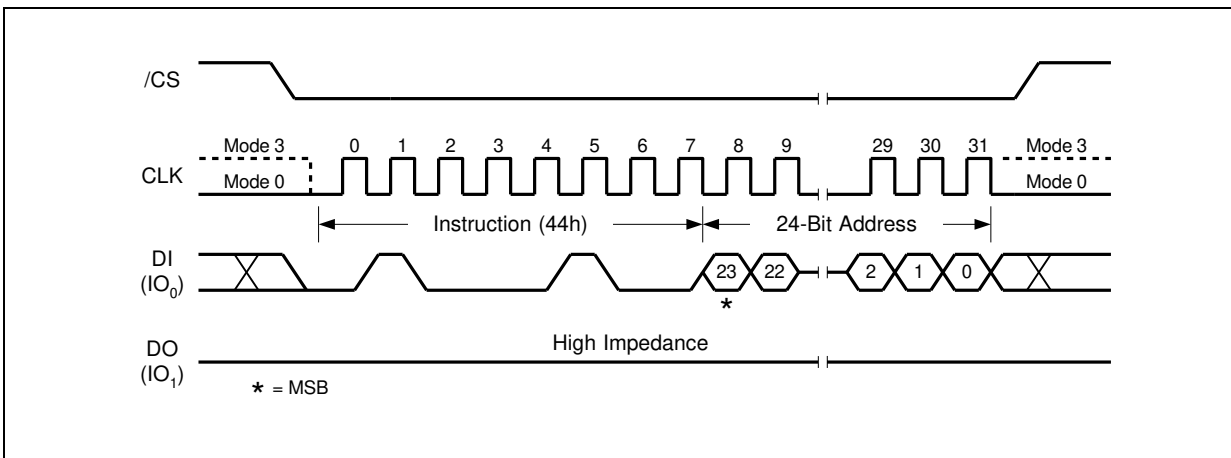 /CS
Mode 3 0 1 2 3 4 5 6 7 8 9 29 30 31 Mode 3
CLK Mode 0 Mode 0
Instruction (44h) 24-Bit Address
DI
(IO0) 23 22 2 1 0
*
High Impedance
DO
(IO1)
* = MSB